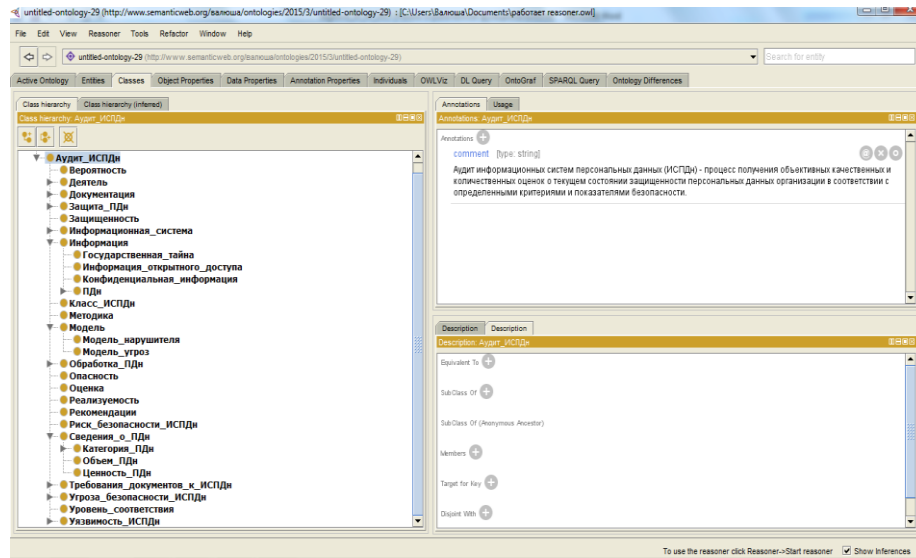 untitled-ontology-29 (http://www.semanticweb.org/валюша/ontologies/2015/3/untitled-ontology-29) : [C:\Users\Валюша\Documents\работает reasoner.owl]
File Edit View Reasoner Tools Refactor Window Help
untitled-ontology-29 (http://www.semanticweb.org/валюша/ontologies/2015/3/untitled-ontology-29)
Search for entity
Active Ontology Entities Classes Object Properties Data Properties Annotation Properties Individuals OWLViz DL Query OntoGraf SPARQL Query Ontology Differences
Class hierarchy Class hierarchy (inferred)
Class hierarchy: Аудит_ИСПДн
Аудит_ИСПДн
Вероятность
Деятель
Документация
Защита_ПДн
Защищенность
Информационная_система
Информация
Государственная_тайна
Информация_открытого_доступа
Конфиденциальная_информация
ПДн
Класс_ИСПДн
Методика
Модель
Модель_нарушителя
Модель_угроз
Обработка_ПДн
Опасность
Оценка
Реализуемость
Рекомендации
Риск_безопасности_ИСПДн
Сведения_о_ПДн
Категория_ПДн
Объем_ПДн
Ценность_ПДн
Требования_документов_к_ИСПДн
Угроза_безопасности_ИСПДн
Уровень_соответствия
Уязвимость_ИСПДн
Annotations Usage
Annotations: Аудит_ИСПДн
Annotations
comment [type: string]
Аудит информационных систем персональных данных (ИСПДн) - процесс получения объективных качественных и
количественных оценок о текущем состоянии защищенности персональных данных организации в соответствии с
определенными критериями и показателями безопасности.
Description Description
Description: Аудит_ИСПДн
Equivalent To
SubClass Of
SubClass Of (Anonymous Ancestor)
Members
Target for Key
Disjoint With
To use the reasoner click Reasoner->Start reasoner Show Inferences